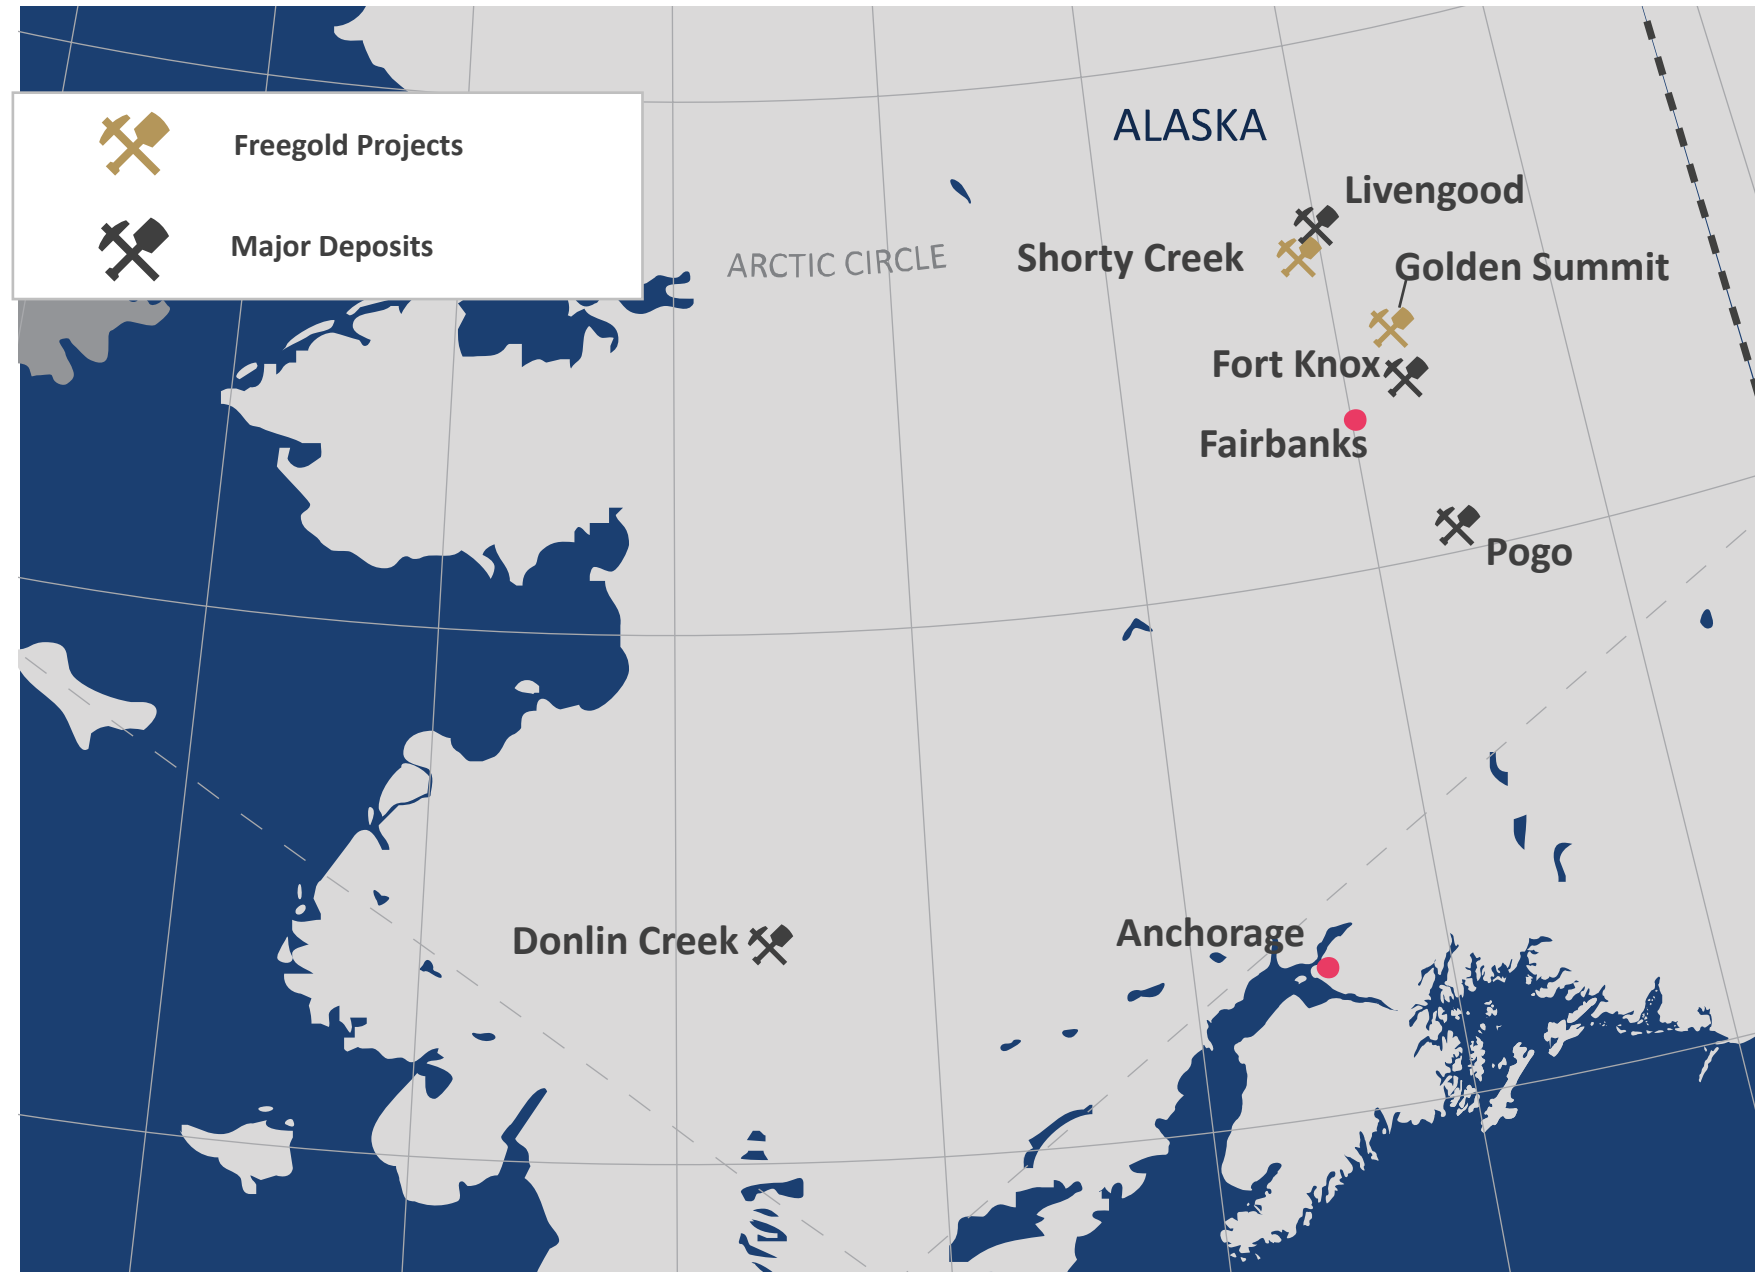 ALASKA
Freegold Projects
Livengood
Major Deposits
ARCTIC CIRCLE
Shorty Creek
Golden Summit
Fort Knox
Fairbanks
Pogo
Donlin Creek
Anchorage